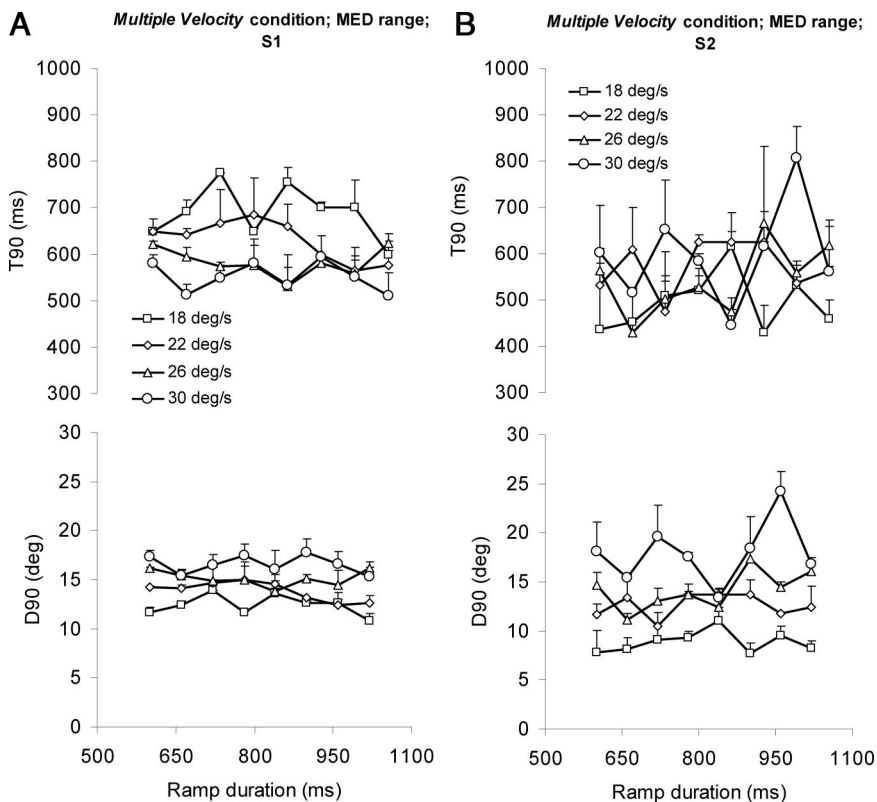 A
Multiple Velocity condition; MED range;
S1
1000
900
800
700
600
500
400
300
T90 (ms)
18 deg/s
22 deg/s
26 deg/s
30 deg/s
30
25
20
15
10
5
0
D90 (deg)
500 650 800 950 1100
Ramp duration (ms)
B
Multiple Velocity condition; MED range;
S2
1000
900
800
700
600
500
400
300
T90 (ms)
18 deg/s
22 deg/s
26 deg/s
30 deg/s
30
25
20
15
10
5
0
D90 (deg)
500 650 800 950 1100
Ramp duration (ms)